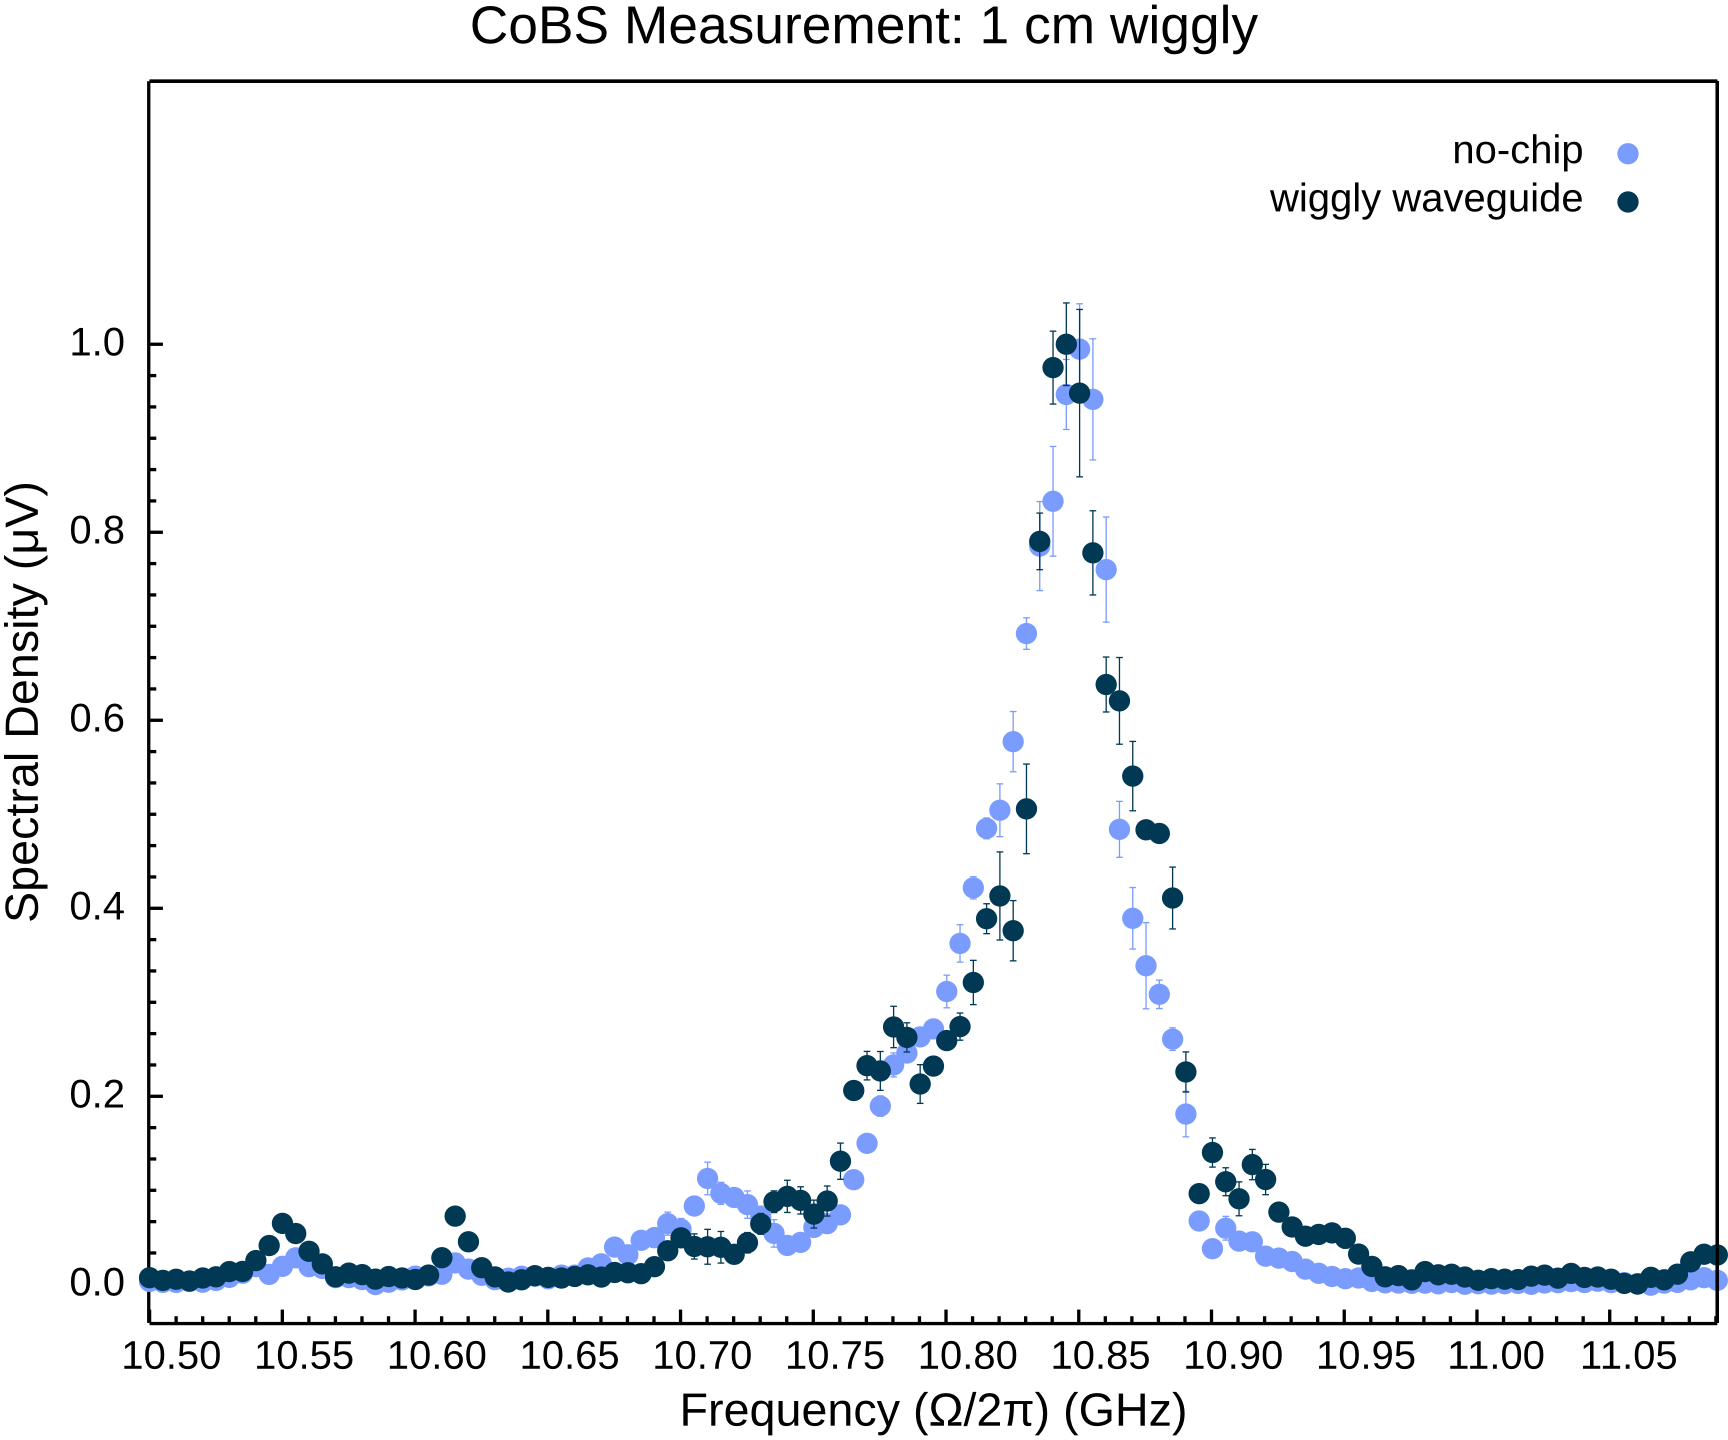 CoBS Measurement: 1 cm wiggly
no-chip
wiggly waveguide
Spectral Density (μV)
1.0
0.8
0.6
0.4
0.2
0.0
10.50 10.55 10.60 10.65 10.70 10.75 10.80 10.85 10.90 10.95 11.00 11.05
Frequency (Ω/2π) (GHz)